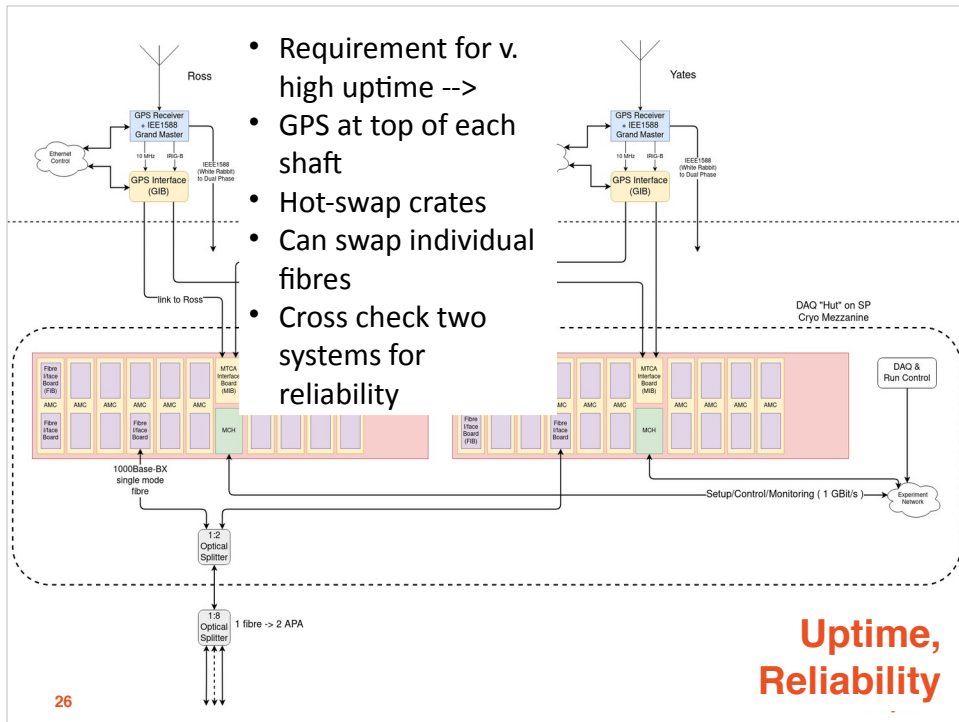 • Requirement for v.
high uptime -->
• GPS at top of each
shaft
• Hot-swap crates
• Can swap individual
fibres
• Cross check two
systems for
reliability
Ross
GPS Receiver
+ IEE1588
Grand Master
Ethernet
Control
10 MHz
IRIG-B
IEEE1588
(White Rabbit)
to Dual Phase
GPS Interface
(GIB)
Yates
GPS Receiver
+ IEE1588
Grand Master
10 MHz
IRIG-B
IEEE1588
(White Rabbit)
to Dual Phase
GPS Interface
(GIB)
link to Ross
DAQ "Hut" on SP
Cryo Mezzanine
Fibre
I/face
Board
(FIB)
AMC
AMC
AMC
AMC
AMC
MTCA
Interface
Board
(MIB)
Fibre
I/face
Board
Fibre
I/face
Board
MCH
MTCA
Interface
Board
(MIB)
AMC
AMC
AMC
AMC
Fibre
I/face
Board
(FIB)
Fibre
I/face
Board
MCH
DAQ &
Run Control
1000Base-BX
single mode
fibre
Setup/Control/Monitoring ( 1 GBit/s )
Experiment
Network
1:2
Optical
Splitter
1:8
Optical
Splitter
1 fibre -> 2 APA
Uptime,
Reliability
26